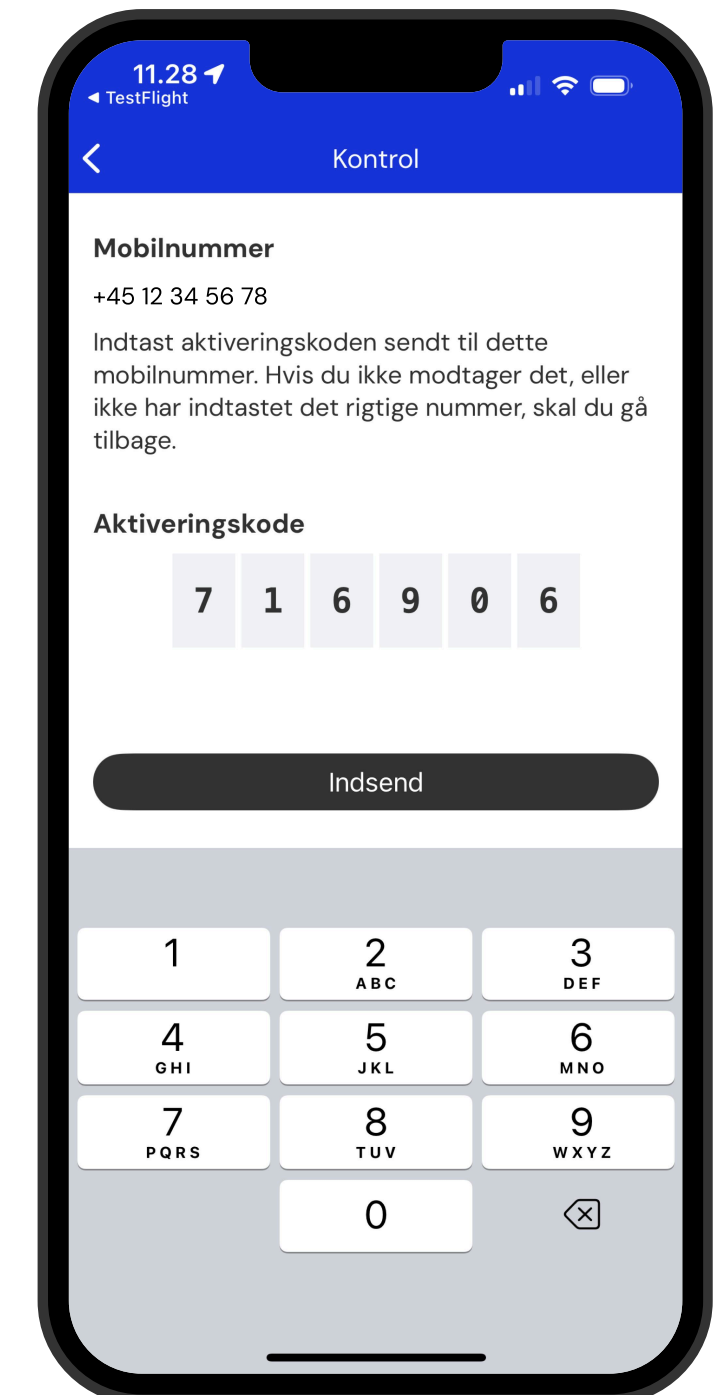 11.28
◀ TestFlight
Kontrol
Mobilnummer
+45 12 34 56 78
Indtast aktiveringskoden sendt til dette
mobilnummer. Hvis du ikke modtager det, eller
ikke har indtastet det rigtige nummer, skal du gå
tilbage.
Aktiveringskode
7 1 6 9 0 6
Indsend
1 2 3
ABC DEF
4 5 6
GHI JKL MNO
7 8 9
PQRS TUV WXYZ
0